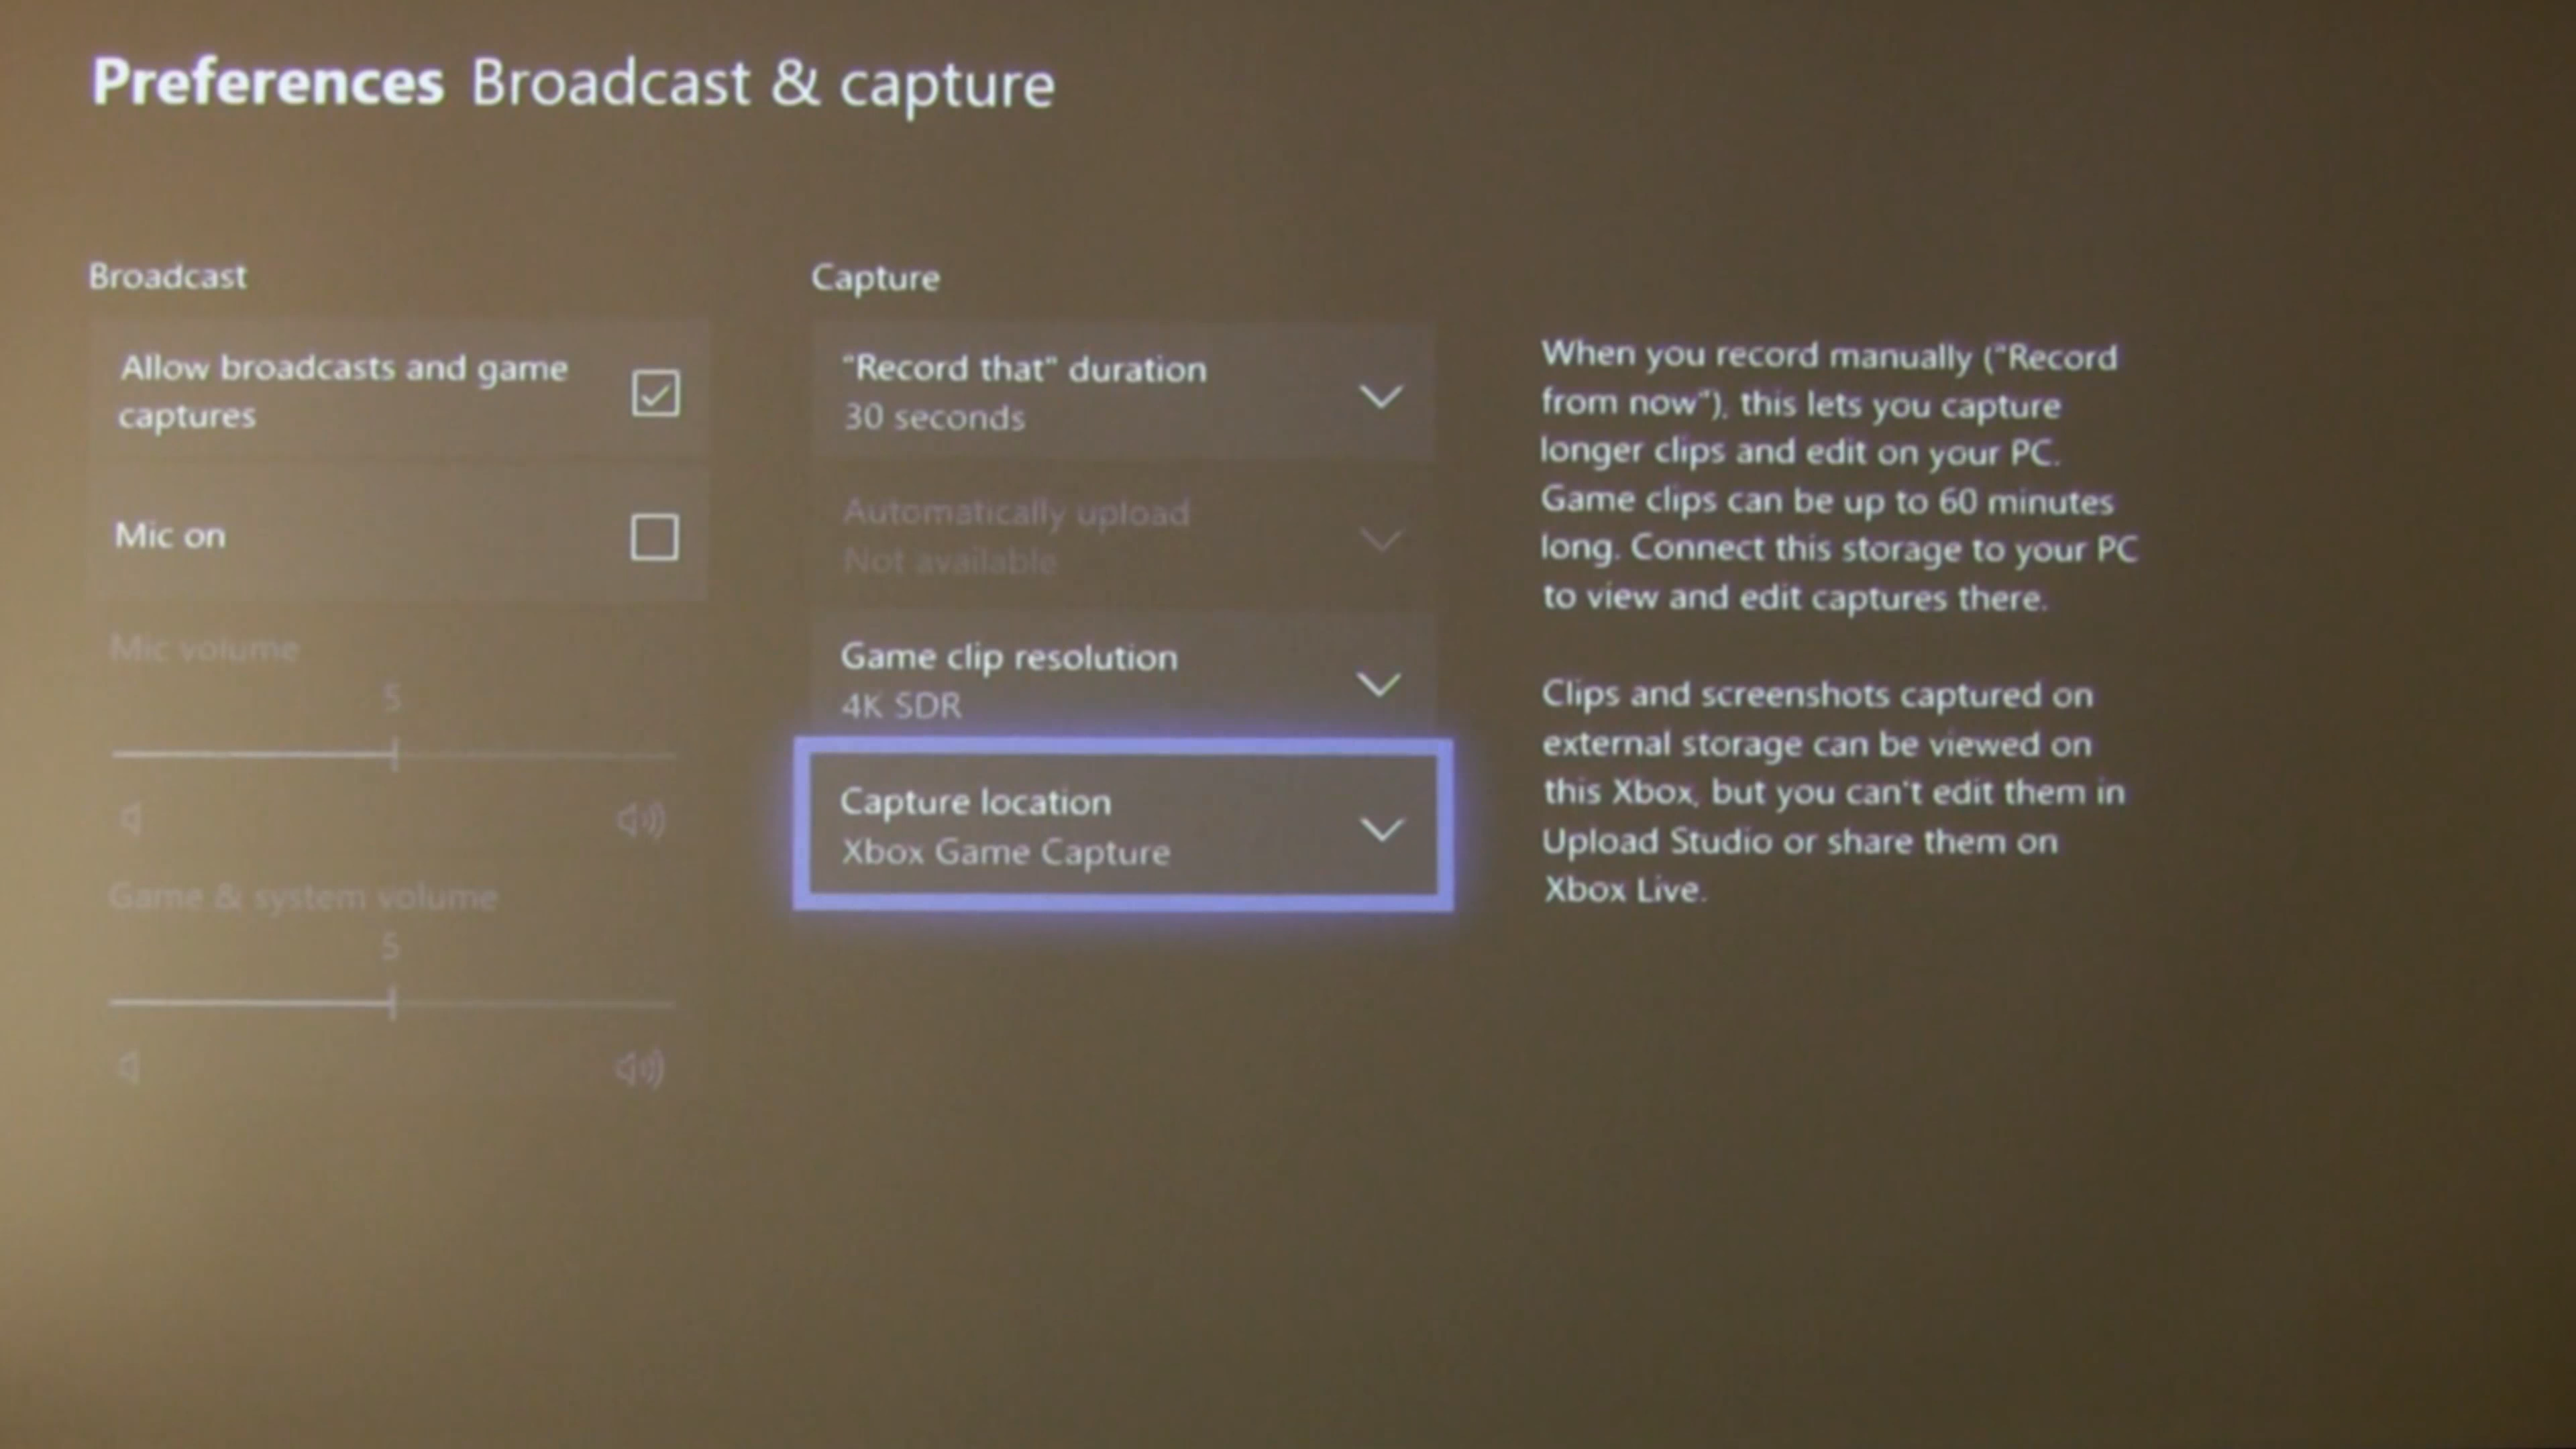 Preferences Broadcast & capture
Broadcast
Allow broadcasts and game
captures
Mic on
Mic volume
5
Game & system volume
5
Capture
"Record that" duration
30 seconds
Automatically upload
Not available
Game clip resolution
4K SDR
Capture location
Xbox Game Capture
When you record manually ("Record
from now"), this lets you capture
longer clips and edit on your PC.
Game clips can be up to 60 minutes
long. Connect this storage to your PC
to view and edit captures there.
Clips and screenshots captured on
external storage can be viewed on
this Xbox, but you can't edit them in
Upload Studio or share them on
Xbox Live.